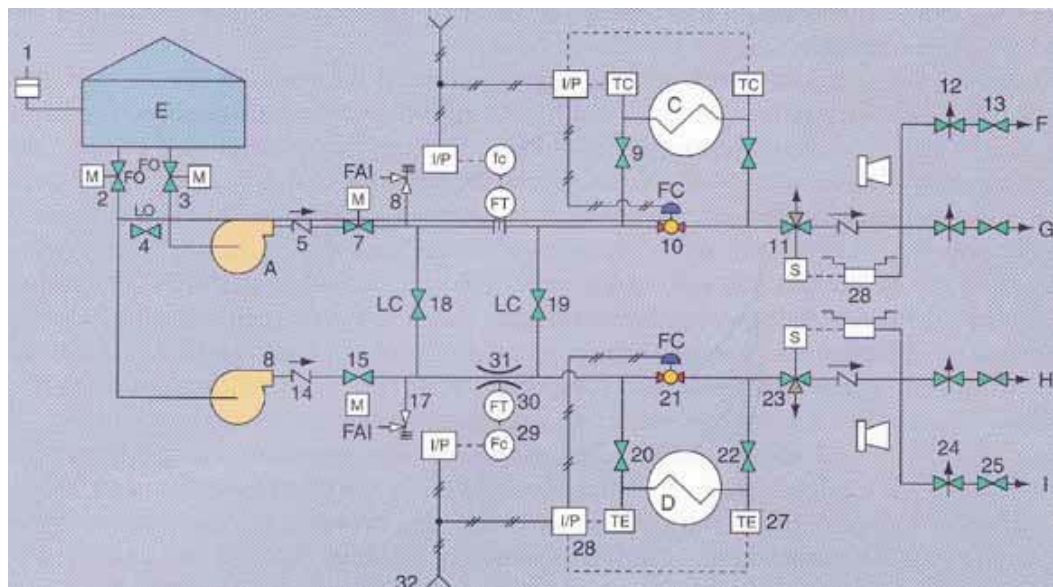 1
E
M
FO
FO
M
2
3
LO
4
A
5
M
7
FAI
8
I/P
fc
FT
I/P
TC
C
TC
9
FC
10
11
S
28
12
13
F
G
LC
18
LC
19
8
14
15
M
17
FAI
31
FT
30
I/P
Fc
29
FC
21
S
23
H
20
22
D
I/P
28
TE
TE
27
24
25
I
32